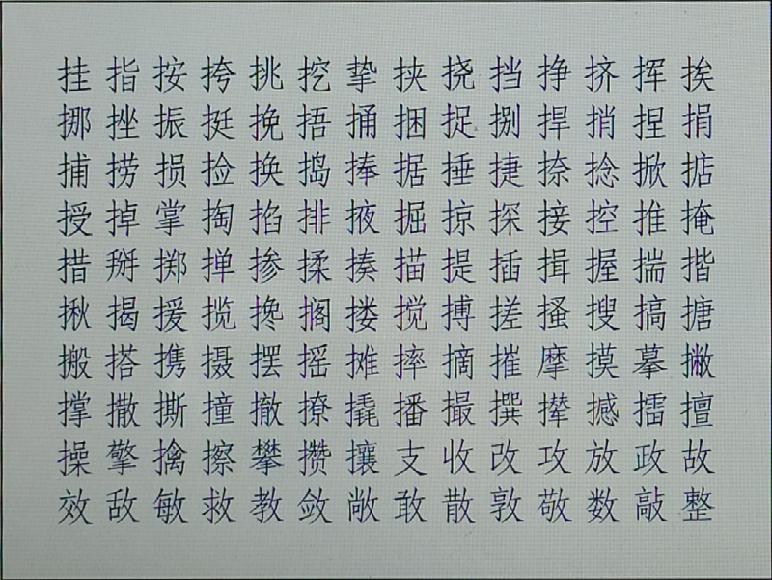 挂指按挎挑挖挚挟挠挡挣挤挥挨
挪挫振挺挽捂捅捆捉捌捍捎捏捐
捕捞损捡换捣捧据捶捷捺捻掀掂
授掉掌掏掐排掖掘掠探接控推掩
措掰掷掸掺揉揍描提插揖握揣揩
揪揭援揽搀搁搂搅搏搓搔搜搞搪
搬搭携摄摆摇摊摔摘摧摩摸摹撇
撑撒撕撞撤撩撬播撮撰撵撼擂擅
操擎擒擦攀攒攘支收改攻放政故
效敌敏救教敛敞敢散敦敬数敲整